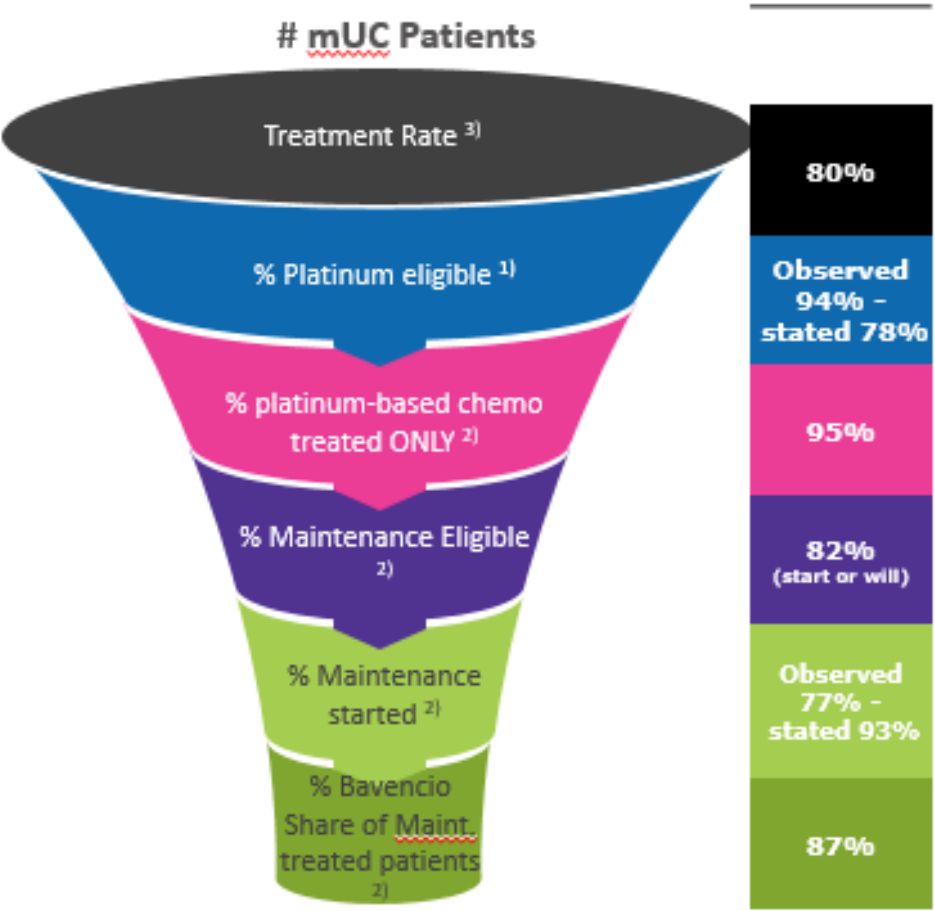 # mUC Patients
Treatment Rate 3)
% Platinum eligible 1)
% platinum-based chemo
treated ONLY 2)
% Maintenance Eligible
2)
% Maintenance
started 2)
% Bavencio
Share of Maint.
treated patients
2)
80%
Observed
94% -
stated 78%
95%
82%
(start or will)
Observed
77% -
stated 93%
87%